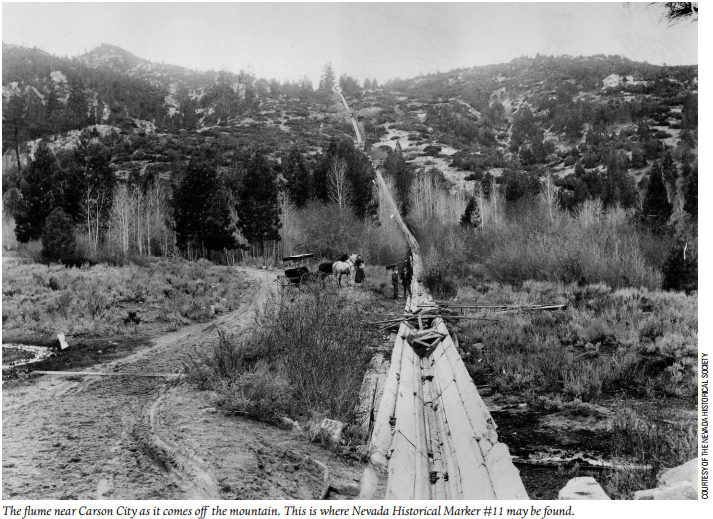 COURTESY OF THE NEVADA HISTORICAL SOCIETY
The flume near Carson City as it comes off the mountain. This is where Nevada Historical Marker #11 may be found.